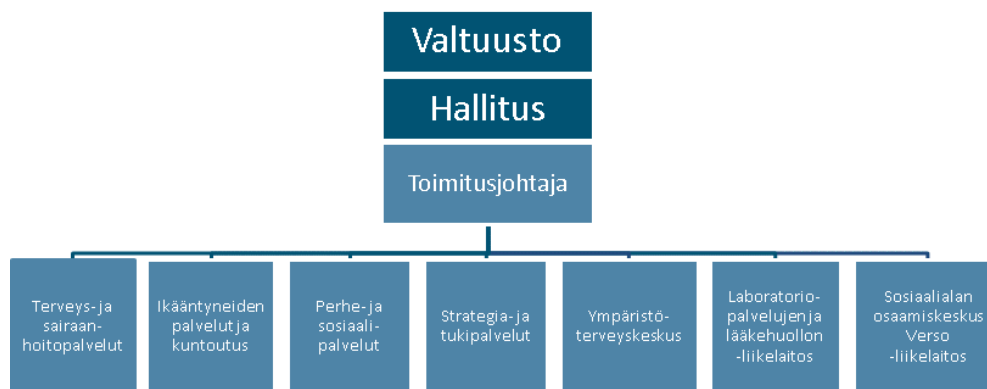 Valtuusto
Hallitus
Toimitusjohtaja
Terveys- ja
sairaan-
hoitopalvelut
Ikääntyneiden
palvelut ja
kuntoutus
Perhe- ja
sosiaali-
palvelut
Strategia- ja
tukipalvelut
Ympäristö-
terveyskeskus
Laboratorio-
palvelujen ja
lääkehuollon
-liikelaitos
Sosiaalialan
osaamiskeskus
Verso
-liikelaitos